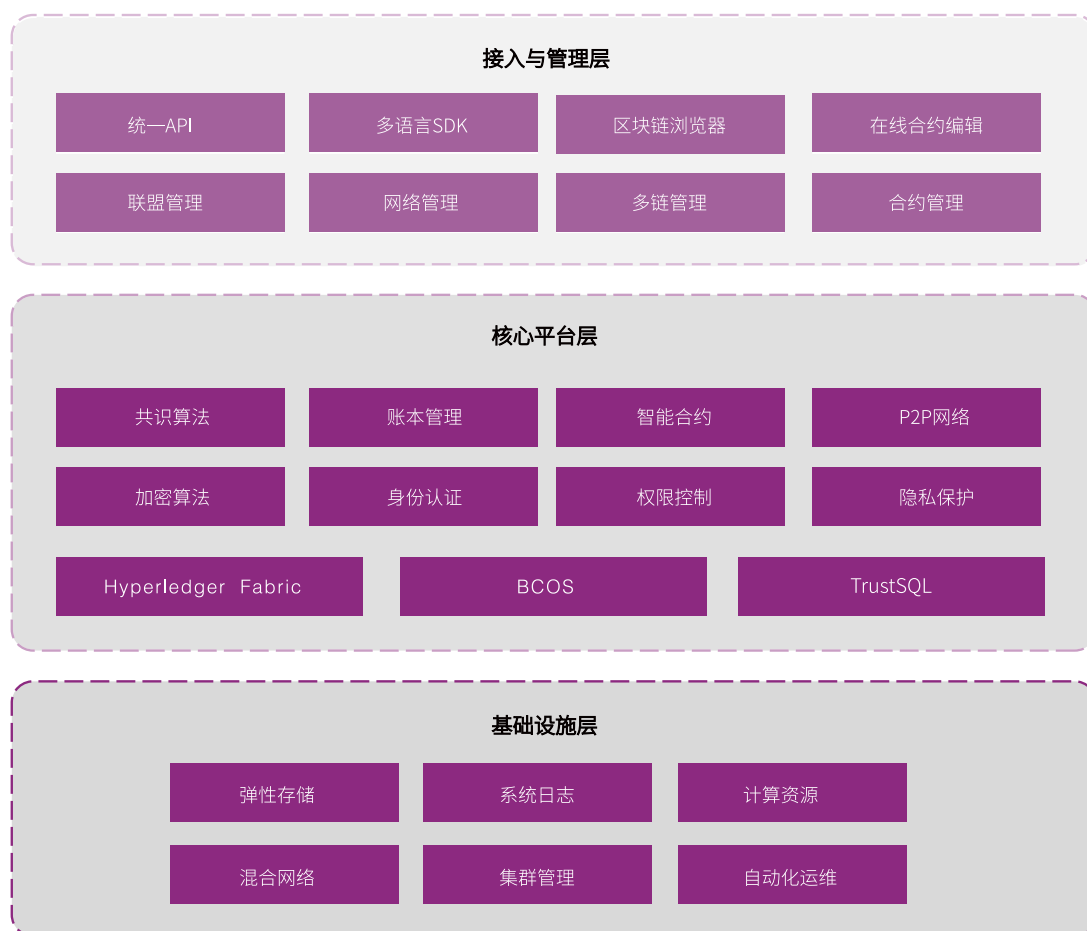 接入与管理层
统一API 多语言SDK 区块链浏览器 在线合约编辑
联盟管理 网络管理 多链管理 合约管理
核心平台层
共识算法 账本管理 智能合约 P2P网络
加密算法 身份认证 权限控制 隐私保护
Hyperledger Fabric BCOS TrustSQL
基础设施层
弹性存储 系统日志 计算资源
混合网络 集群管理 自动化运维